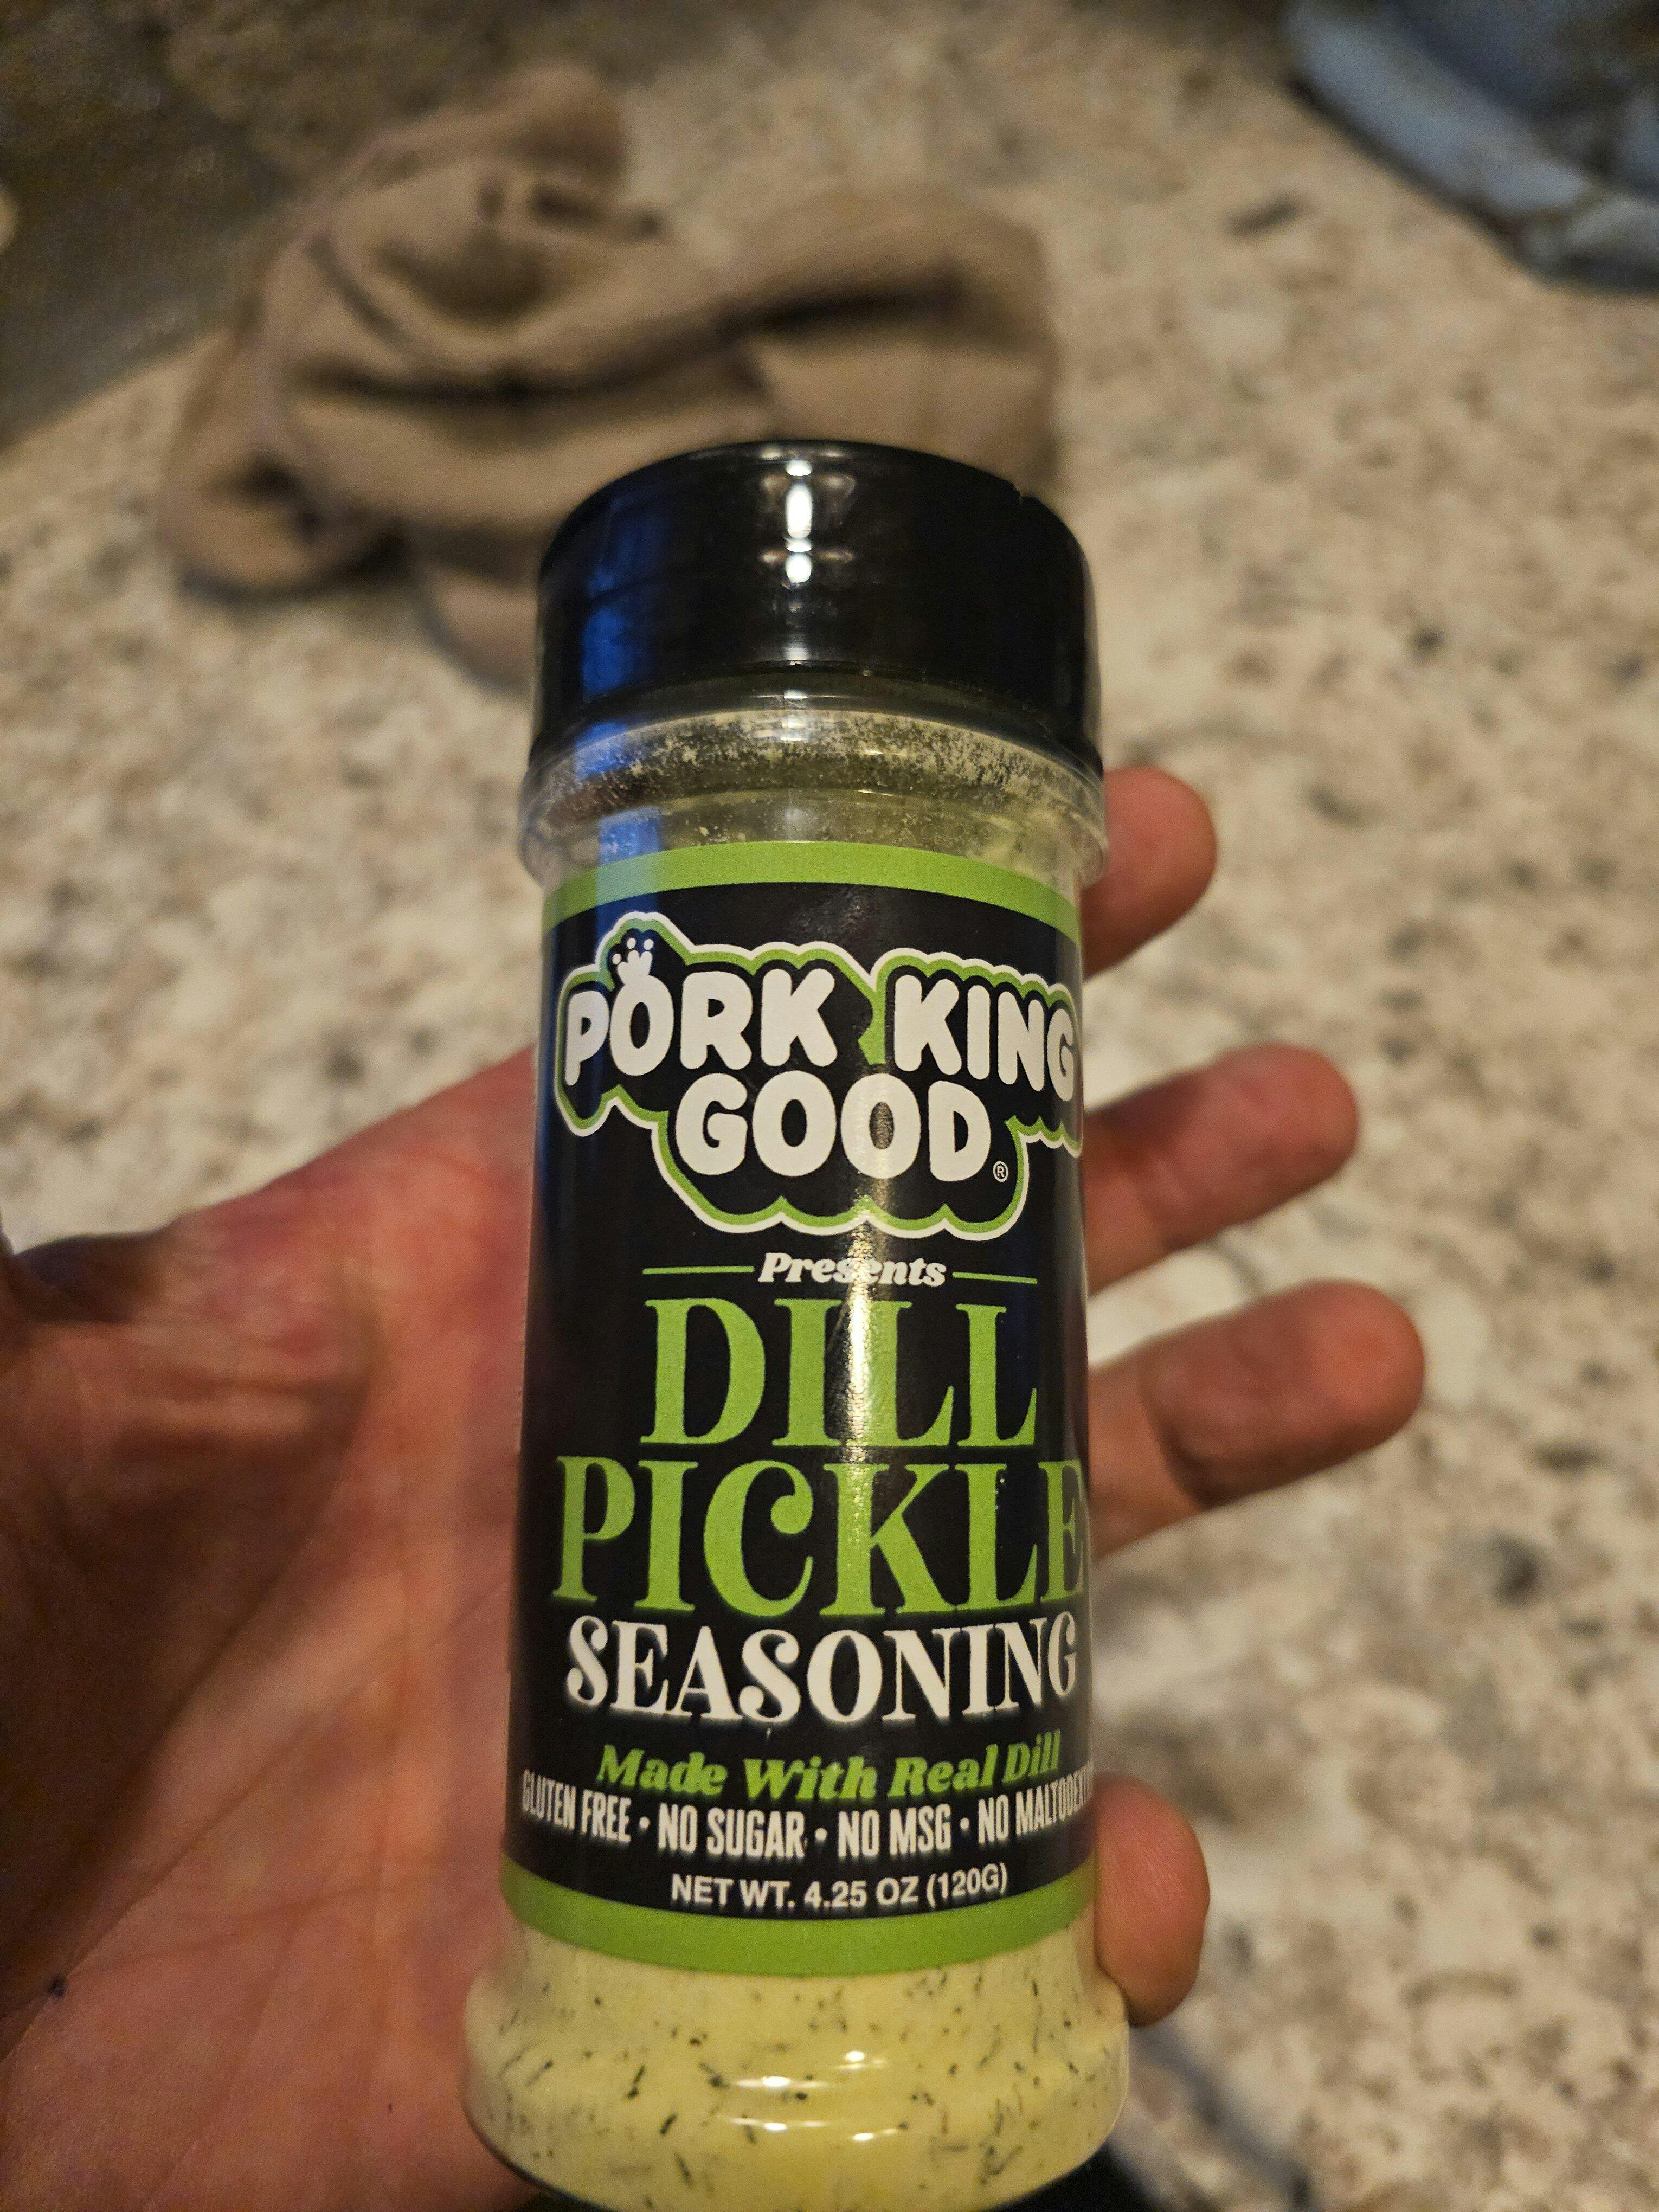 PORK KING
GOOD®
Presents
DILL
PICKLE
SEASONING
Made With Real Dill
GLUTEN FREE • NO SUGAR • NO MSG • NO
NET WT. 4.25 OZ (120G)